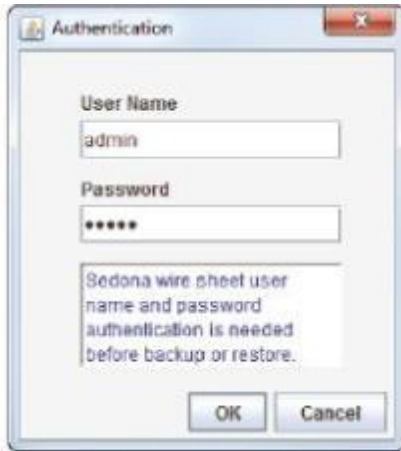 Authentication
User Name
admin
Password
•••••
Sedona wire sheet user
name and password
authentication is needed
before backup or restore.
OK
Cancel